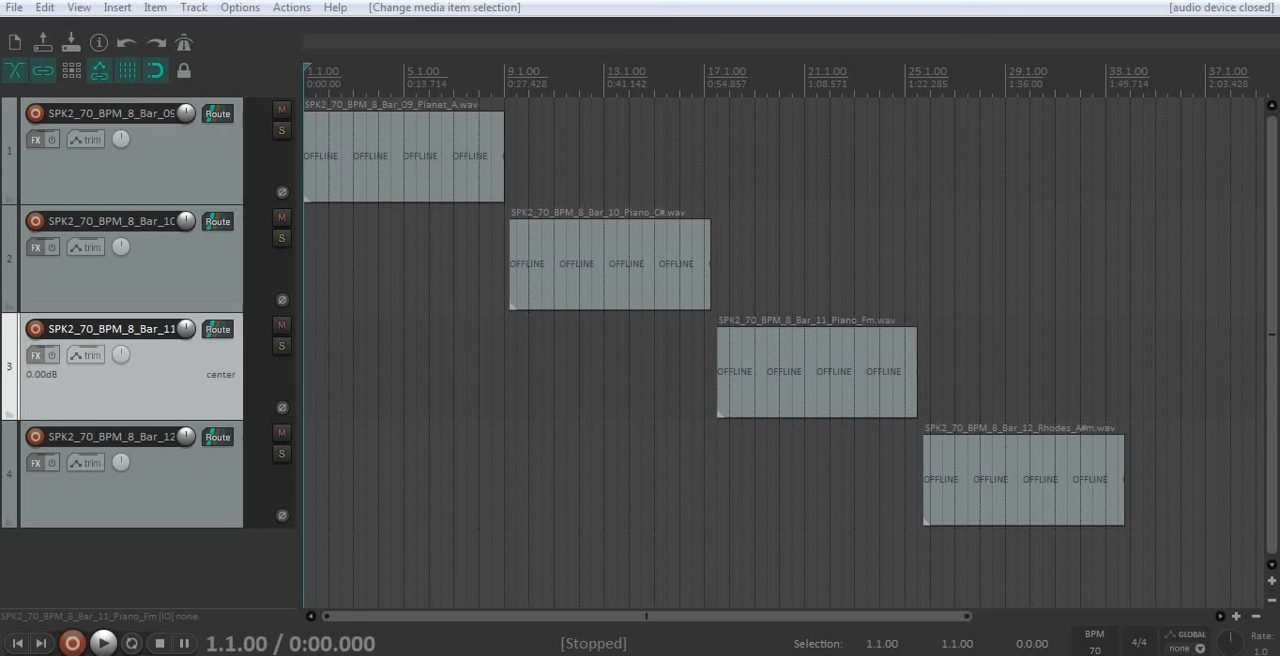 File Edit View Insert Item Track Options Actions Help [Change media item selection] [audio device closed]
1.1.00 5.1.00 9.1.00 13.1.00 17.1.00 21.1.00 25.1.00 29.1.00 33.1.00 37.1.00
0:00.00 0:13.714 0:27.428 0:41.142 0:54.857 1:08.571 1:22.285 1:36.00 1:49.714 2:03.428
SPK2_70_BPM_8_Bar_09_Planet_A.wav
1 SPK2_70_BPM_8_Bar_09 Route M
FX trim S
OFFLINE OFFLINE OFFLINE OFFLINE
SPK2_70_BPM_8_Bar_10_Piano_C#.wav
2 SPK2_70_BPM_8_Bar_10 Route M
FX trim S
OFFLINE OFFLINE OFFLINE OFFLINE
SPK2_70_BPM_8_Bar_11_Piano_Fm.wav
3 SPK2_70_BPM_8_Bar_11 Route M
FX trim S
0.00dB center
OFFLINE OFFLINE OFFLINE OFFLINE
SPK2_70_BPM_8_Bar_12_Rhodes_A#m.wav
4 SPK2_70_BPM_8_Bar_12 Route M
FX trim S
OFFLINE OFFLINE OFFLINE OFFLINE
SPK2_70_BPM_8_Bar_11_Piano_Fm [IO] none
1.1.00 / 0:00.000 [Stopped] Selection: 1.1.00 1.1.00 0.0.00 BPM 70 4/4 GLOBAL none Rate: 1.0